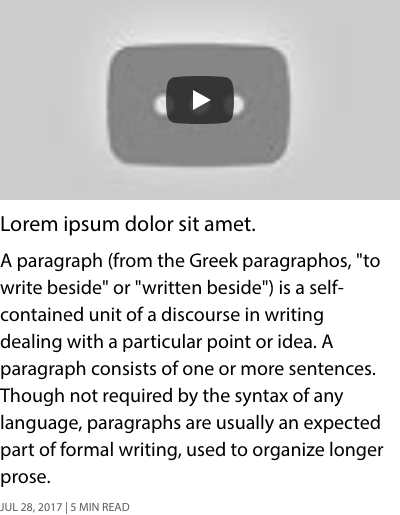 Lorem ipsum dolor sit amet.
A paragraph (from the Greek paragraphos, "to
write beside" or "written beside") is a self-
contained unit of a discourse in writing
dealing with a particular point or idea. A
paragraph consists of one or more sentences.
Though not required by the syntax of any
language, paragraphs are usually an expected
part of formal writing, used to organize longer
prose.
JUL 28, 2017 | 5 MIN READ